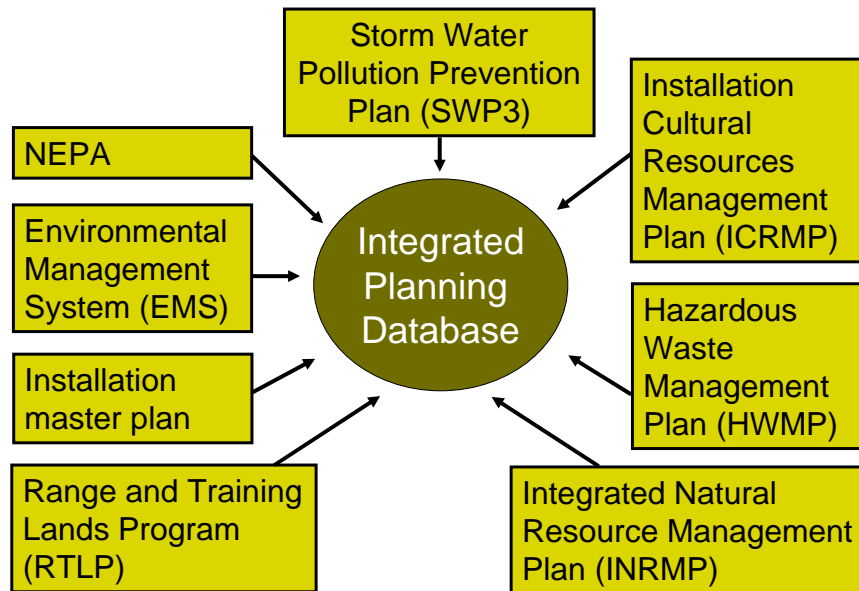 Storm Water
Pollution Prevention
Plan (SWP3)
Installation
Cultural
Resources
Management
Plan (ICRMP)
NEPA
Environmental
Management
System (EMS)
Integrated
Planning
Database
Hazardous
Waste
Management
Plan (HWMP)
Installation
master plan
Range and Training
Lands Program
(RTLP)
Integrated Natural
Resource Management
Plan (INRMP)